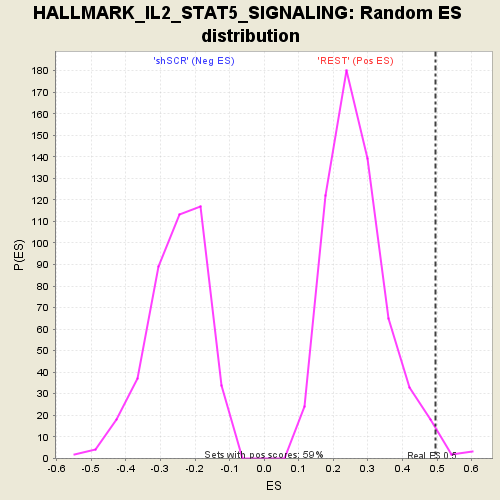 HALLMARK_IL2_STAT5_SIGNALING: Random ES
distribution
'shSCR' (Neg ES) 'REST' (Pos ES)
180
170
160
150
140
130
120
110
100
90
80
70
60
50
40
30
20
10
0
P(ES)
Sets with pos scores: 59%
Real ES 0.5
-0.6 -0.5 -0.4 -0.3 -0.2 -0.1 0.0 0.1 0.2 0.3 0.4 0.5 0.6
ES